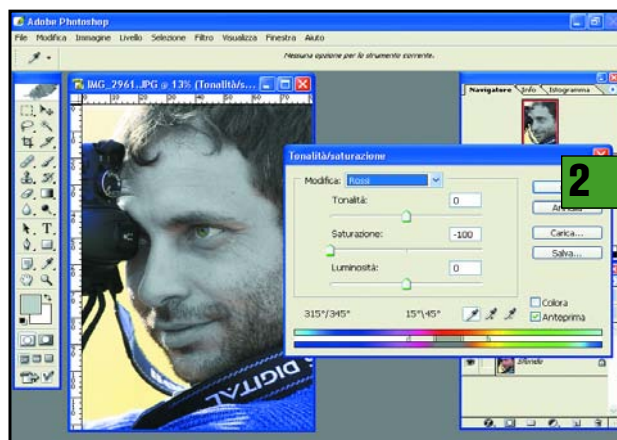 Adobe Photoshop
File Modifica Immagine Livello Selezione Filtro Visualizza Finestra Aiuto
Nessuna opzione per lo strumento corrente.
IMG_2961.JPG @ 13% (Tonalità/s...
Navigatore Info Istogramma
Tonalità/saturazione
Modifica: Rossi
Tonalità: 0
Saturazione: -100
Luminosità: 0
315°/345° 15°\45°
Annulla
Carica...
Salva...
Colora
Anteprima
2
Sfondo
DIGITAL